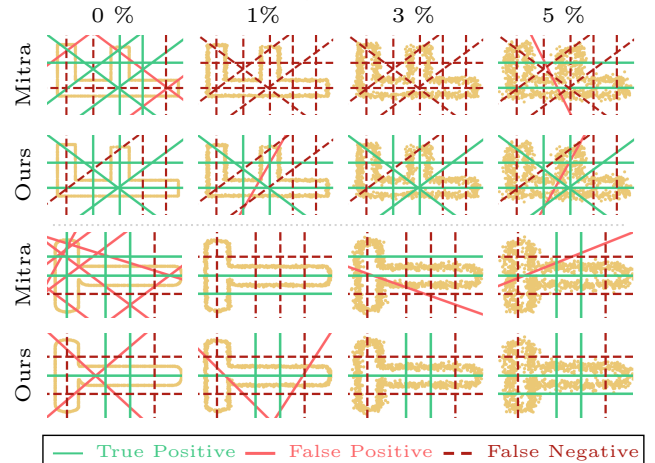 0 % 1% 3 % 5 %
Mitra
Ours
Mitra
Ours
True Positive False Positive False Negative